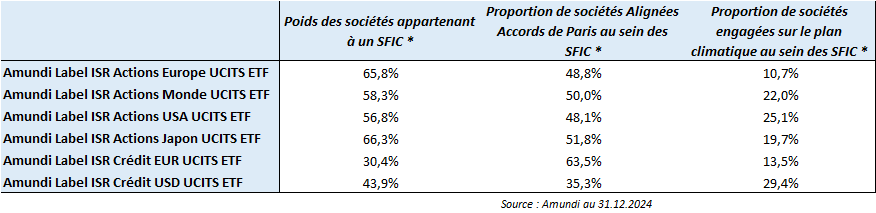 Poids des sociétés appartenant à un SFIC *
Proportion de sociétés Alignées Accords de Paris au sein des SFIC *
Proportion de sociétés engagées sur le plan climatique au sein des SFIC *
Amundi Label ISR Actions Europe UCITS ETF 65,8% 48,8% 10,7%
Amundi Label ISR Actions Monde UCITS ETF 58,3% 50,0% 22,0%
Amundi Label ISR Actions USA UCITS ETF 56,8% 48,1% 25,1%
Amundi Label ISR Actions Japon UCITS ETF 66,3% 51,8% 19,7%
Amundi Label ISR Crédit EUR UCITS ETF 30,4% 63,5% 13,5%
Amundi Label ISR Crédit USD UCITS ETF 43,9% 35,3% 29,4%
Source : Amundi au 31.12.2024